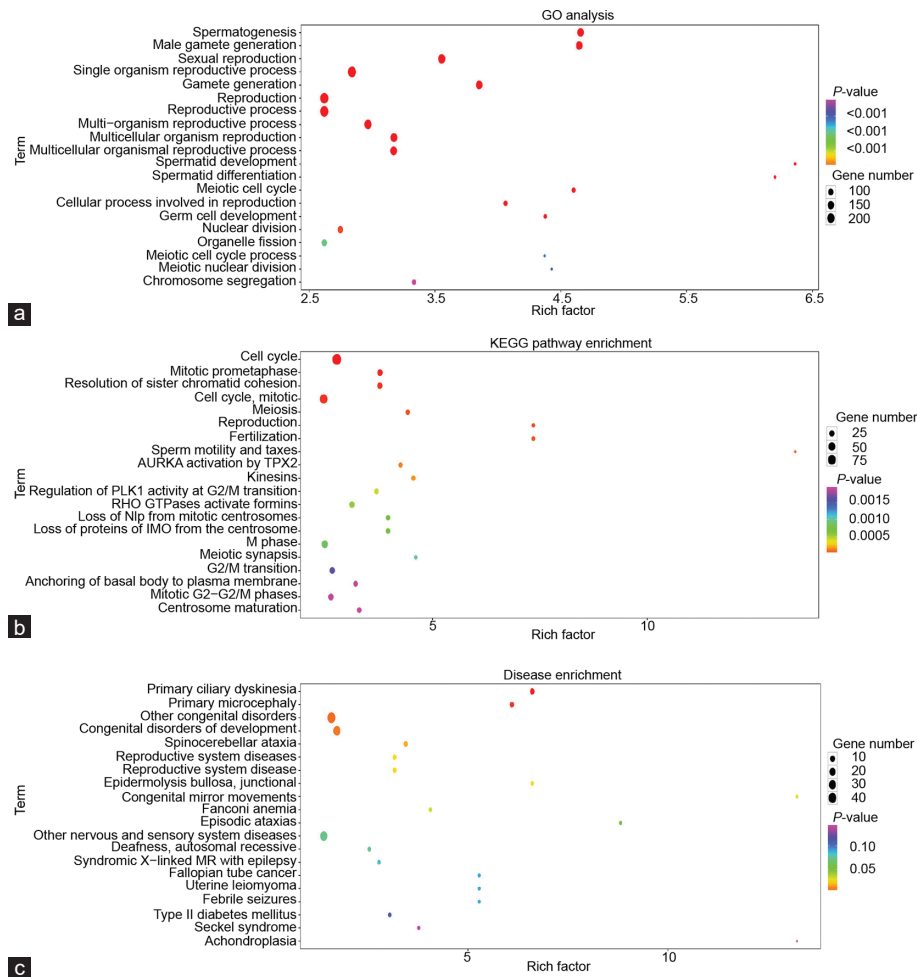 GO analysis
Spermatogenesis
Male gamete generation
Sexual reproduction
Single organism reproductive process
Gamete generation
Reproduction
Reproductive process
Multi-organism reproductive process
Multicellular organism reproduction
Multicellular organismal reproductive process
Spermatid development
Spermatid differentiation
Meiotic cell cycle
Cellular process involved in reproduction
Germ cell development
Nuclear division
Organelle fission
Meiotic cell cycle process
Meiotic nuclear division
Chromosome segregation
Term
2.5 3.5 4.5 5.5 6.5
Rich factor
P-value
<0.001
<0.001
<0.001
Gene number
100
150
200
a
KEGG pathway enrichment
Cell cycle
Mitotic prometaphase
Resolution of sister chromatid cohesion
Cell cycle, mitotic
Meiosis
Reproduction
Fertilization
Sperm motility and taxes
AURKA activation by TPX2
Kinesins
Regulation of PLK1 activity at G2/M transition
RHO GTPases activate formins
Loss of Nlp from mitotic centrosomes
Loss of proteins of IMO from the centrosome
M phase
Meiotic synapsis
G2/M transition
Anchoring of basal body to plasma membrane
Mitotic G2−G2/M phases
Centrosome maturation
Term
5 10
Rich factor
Gene number
25
50
75
P-value
0.0015
0.0010
0.0005
b
Disease enrichment
Primary ciliary dyskinesia
Primary microcephaly
Other congenital disorders
Congenital disorders of development
Spinocerebellar ataxia
Reproductive system diseases
Reproductive system disease
Epidermolysis bullosa, junctional
Congenital mirror movements
Fanconi anemia
Episodic ataxias
Other nervous and sensory system diseases
Deafness, autosomal recessive
Syndromic X−linked MR with epilepsy
Fallopian tube cancer
Uterine leiomyoma
Febrile seizures
Type II diabetes mellitus
Seckel syndrome
Achondroplasia
Term
5 10
Rich factor
Gene number
10
20
30
40
P-value
0.10
0.05
c